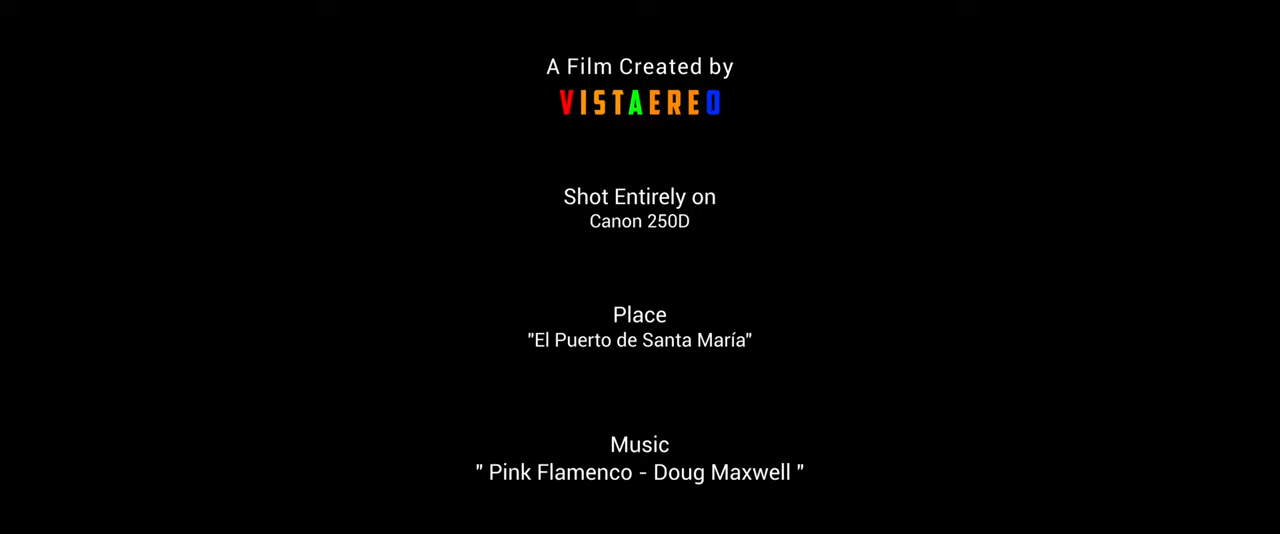 A Film Created by
VISTAEREO
Shot Entirely on
Canon 250D
Place
"El Puerto de Santa María"
Music
" Pink Flamenco - Doug Maxwell "